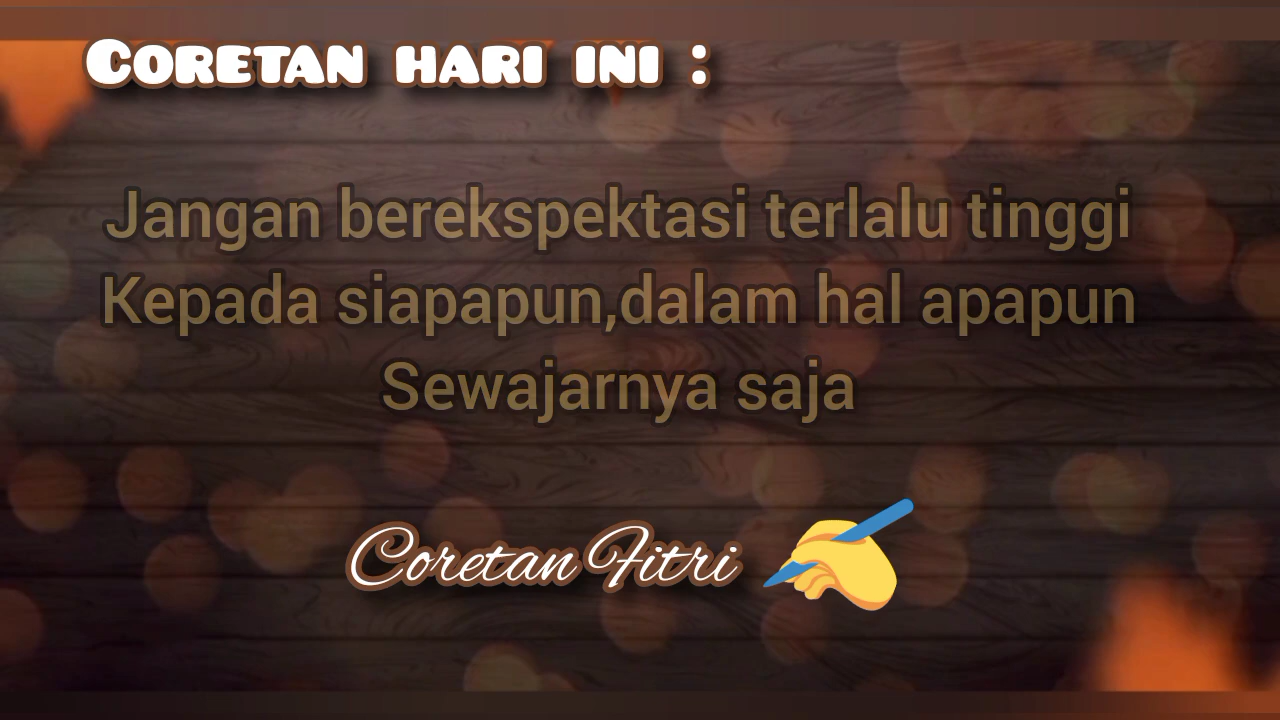 Coretan hari ini :
Jangan berekspektasi terlalu tinggi
Kepada siapapun,dalam hal apapun
Sewajarnya saja
Coretan Fitri